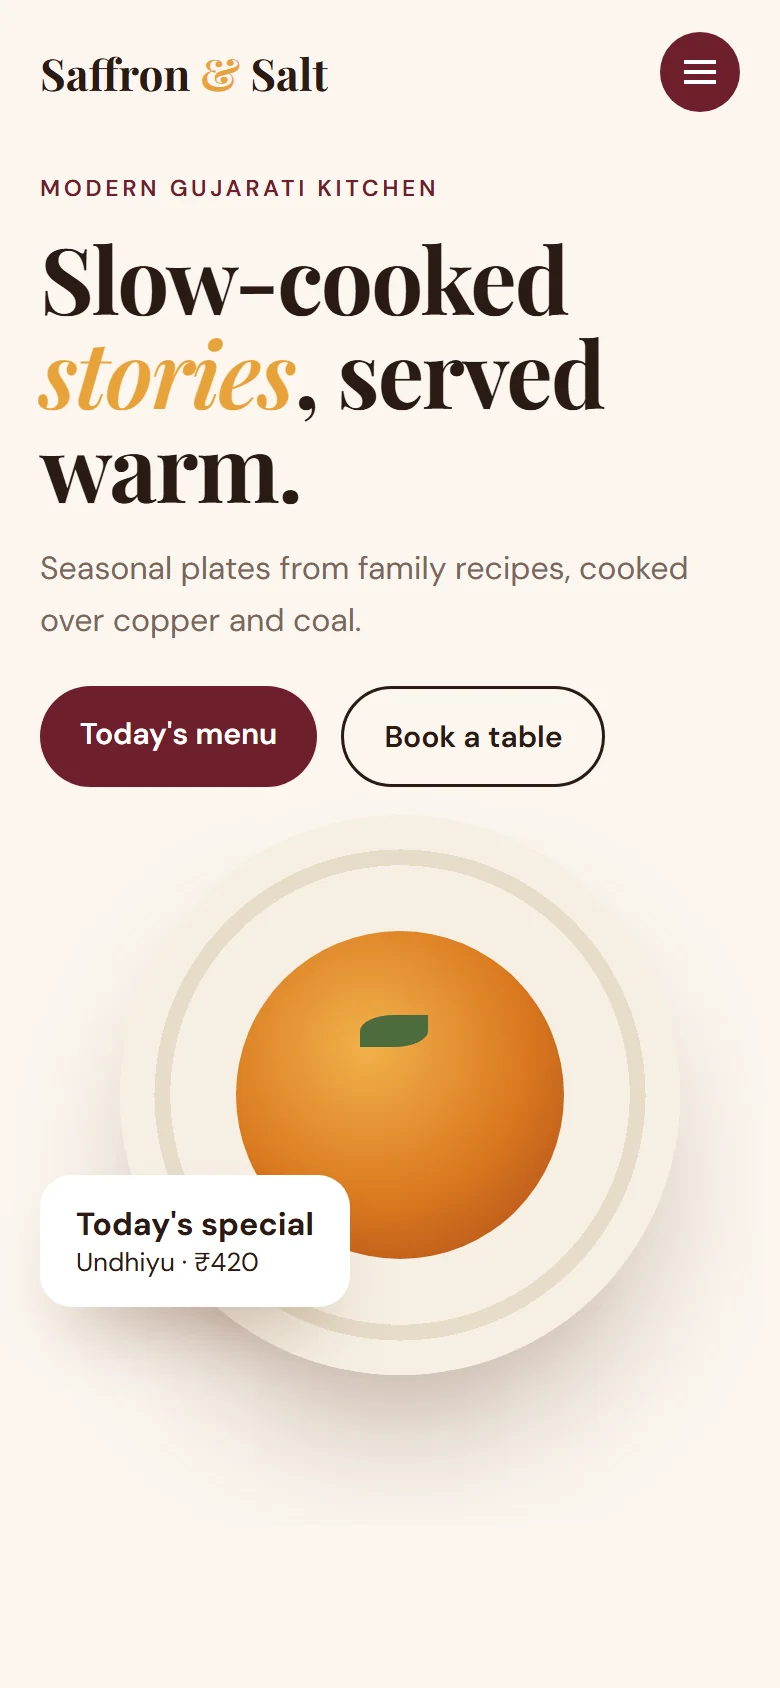 Saffron & Salt
MODERN GUJARATI KITCHEN
Slow-cooked
stories, served
warm.
Seasonal plates from family recipes, cooked
over copper and coal.
Today's menu
Book a table
Today's special
Undhiyu · ₹420